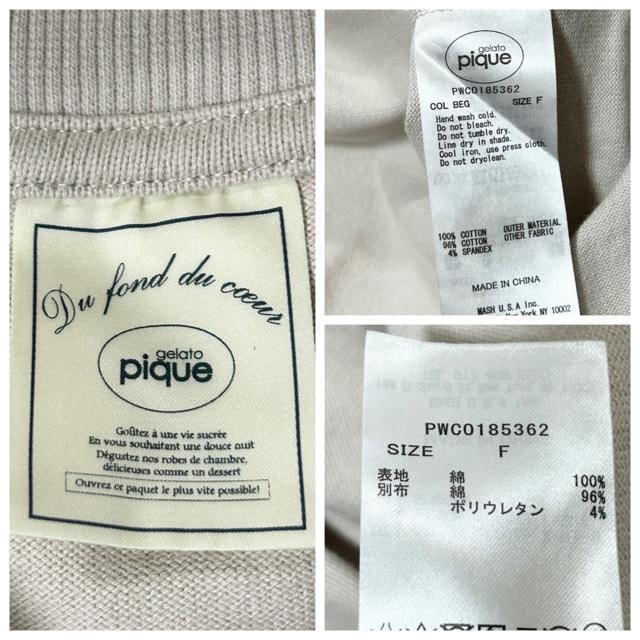 Du fond du cœur
gelato
pique
Goûtez à une vie sucrée
En vous souhaitant une douce nuit
Dégustez nos robes de chambre,
délicieuses comme un dessert
Ouvrez ce paquet le plus vite possible!
gelato
pique
PWCO185362
COL BEG SIZE F
Hand wash cold.
Do not bleach.
Do not tumble dry.
Line dry in shade.
Cool iron, use press cloth.
Do not dryclean.
100% COTTON OUTER MATERIAL
96% COTTON OTHER FABRIC
4% SPANDEX
MADE IN CHINA
MASH U.S.A Inc.
New York, NY 10002
PWCO185362
SIZE F
表地 綿 100%
別布 綿 96%
ポリウレタン 4%